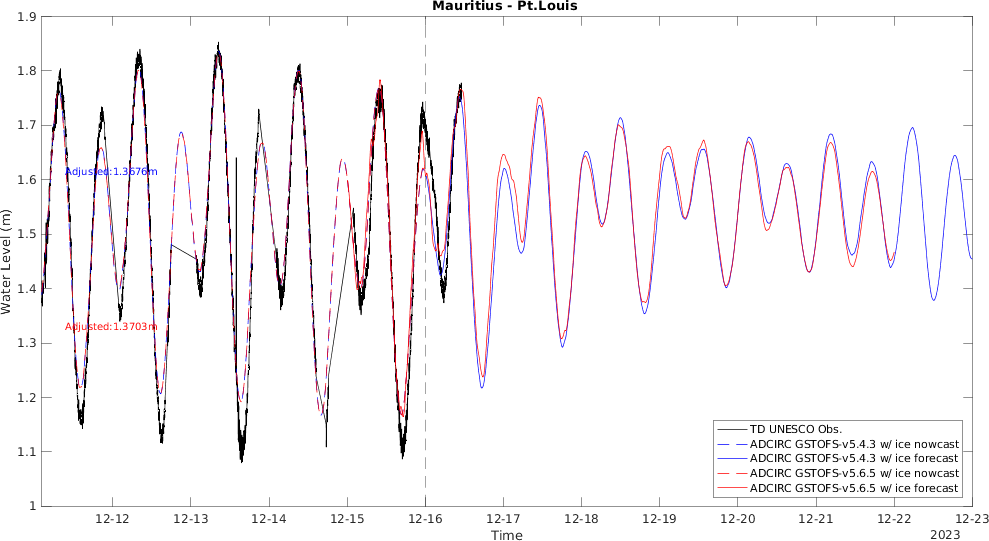 Mauritius - Pt.Louis
1.9
1.8
1.7
1.6
1.5
1.4
1.3
1.2
1.1
1
Water Level (m)
Adjusted:1.3676m
Adjusted:1.3703m
TD UNESCO Obs.
ADCIRC GSTOFS-v5.4.3 w/ ice nowcast
ADCIRC GSTOFS-v5.4.3 w/ ice forecast
ADCIRC GSTOFS-v5.6.5 w/ ice nowcast
ADCIRC GSTOFS-v5.6.5 w/ ice forecast
12-12 12-13 12-14 12-15 12-16 12-17 12-18 12-19 12-20 12-21 12-22 12-23
Time 2023